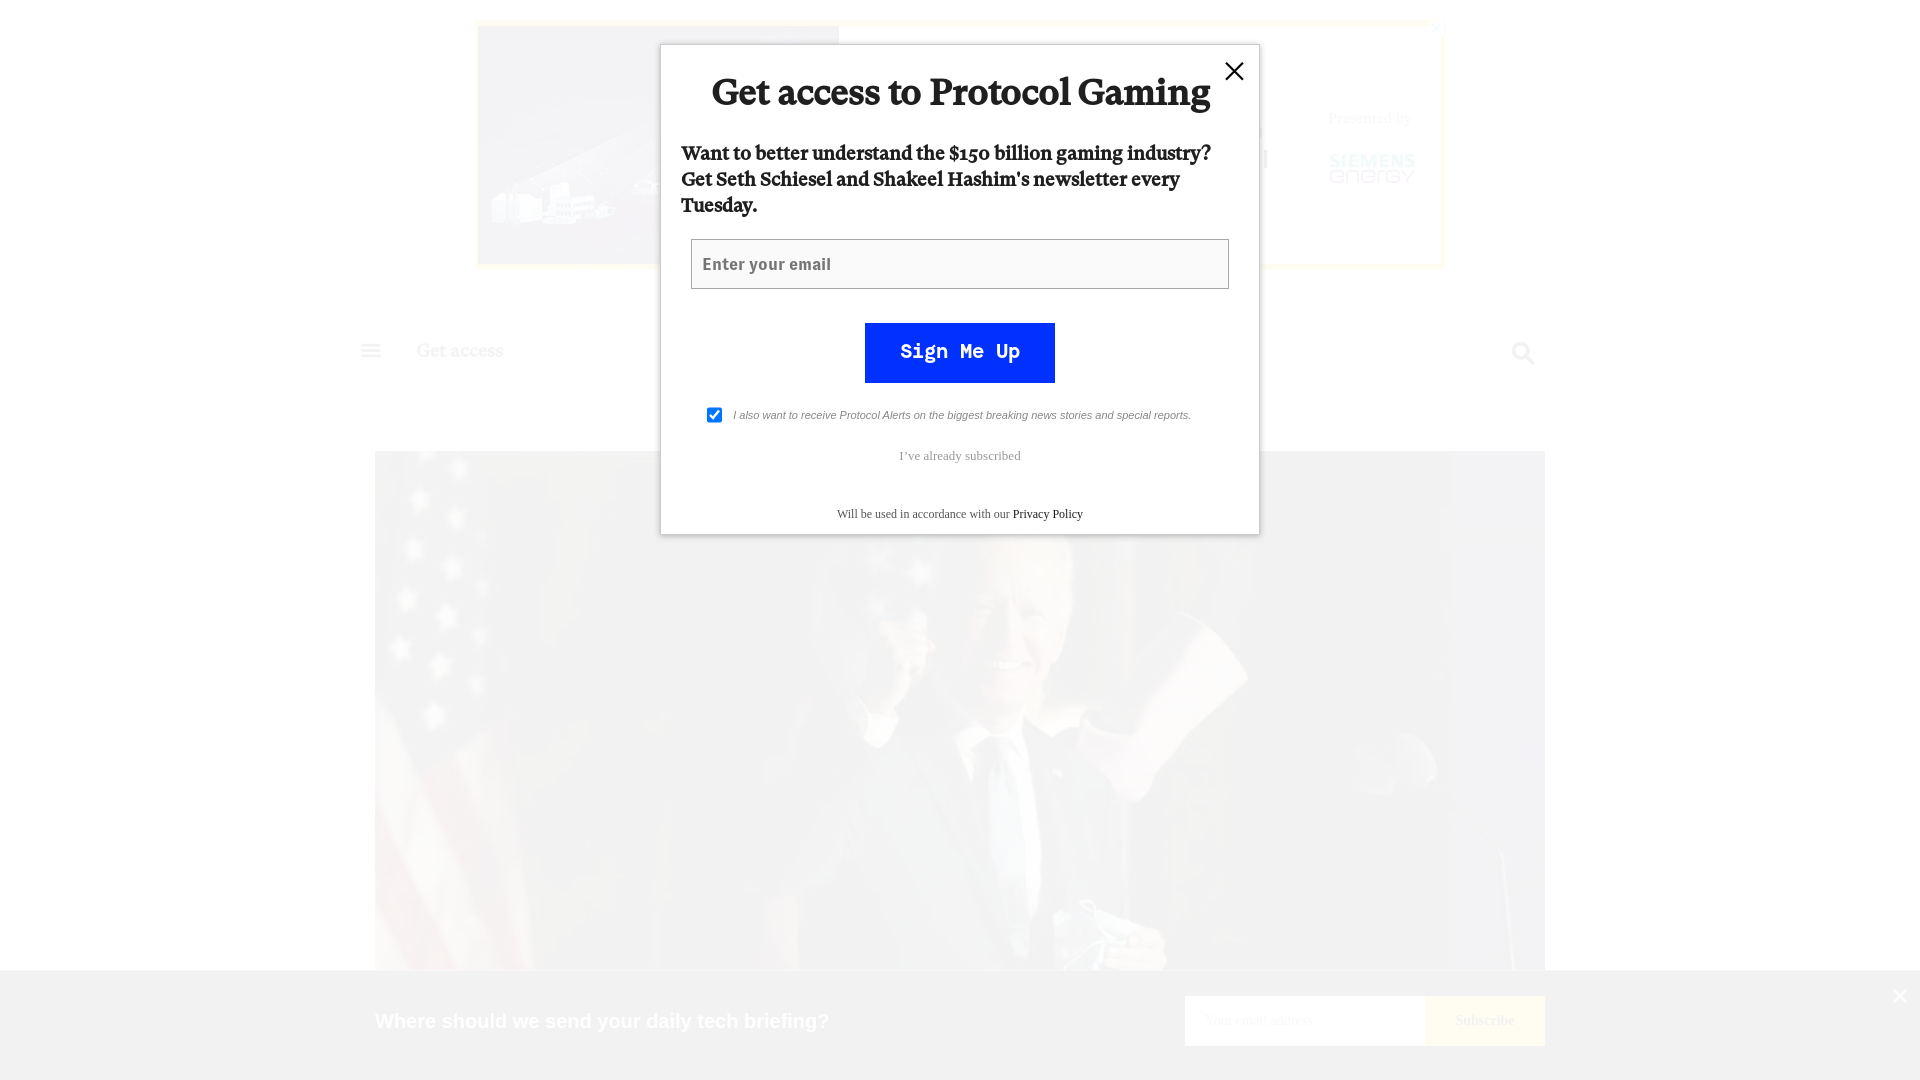 Get access to Protocol Gaming
Want to better understand the $150 billion gaming industry?
Get Seth Schiesel and Shakeel Hashim's newsletter every
Tuesday.
Enter your email
Sign Me Up
I also want to receive Protocol Alerts on the biggest breaking news stories and special reports.
I've already subscribed
Will be used in accordance with our Privacy Policy
Presented by
SIEMENS
energy
Get access
Where should we send your daily tech briefing?
Your email address
Subscribe